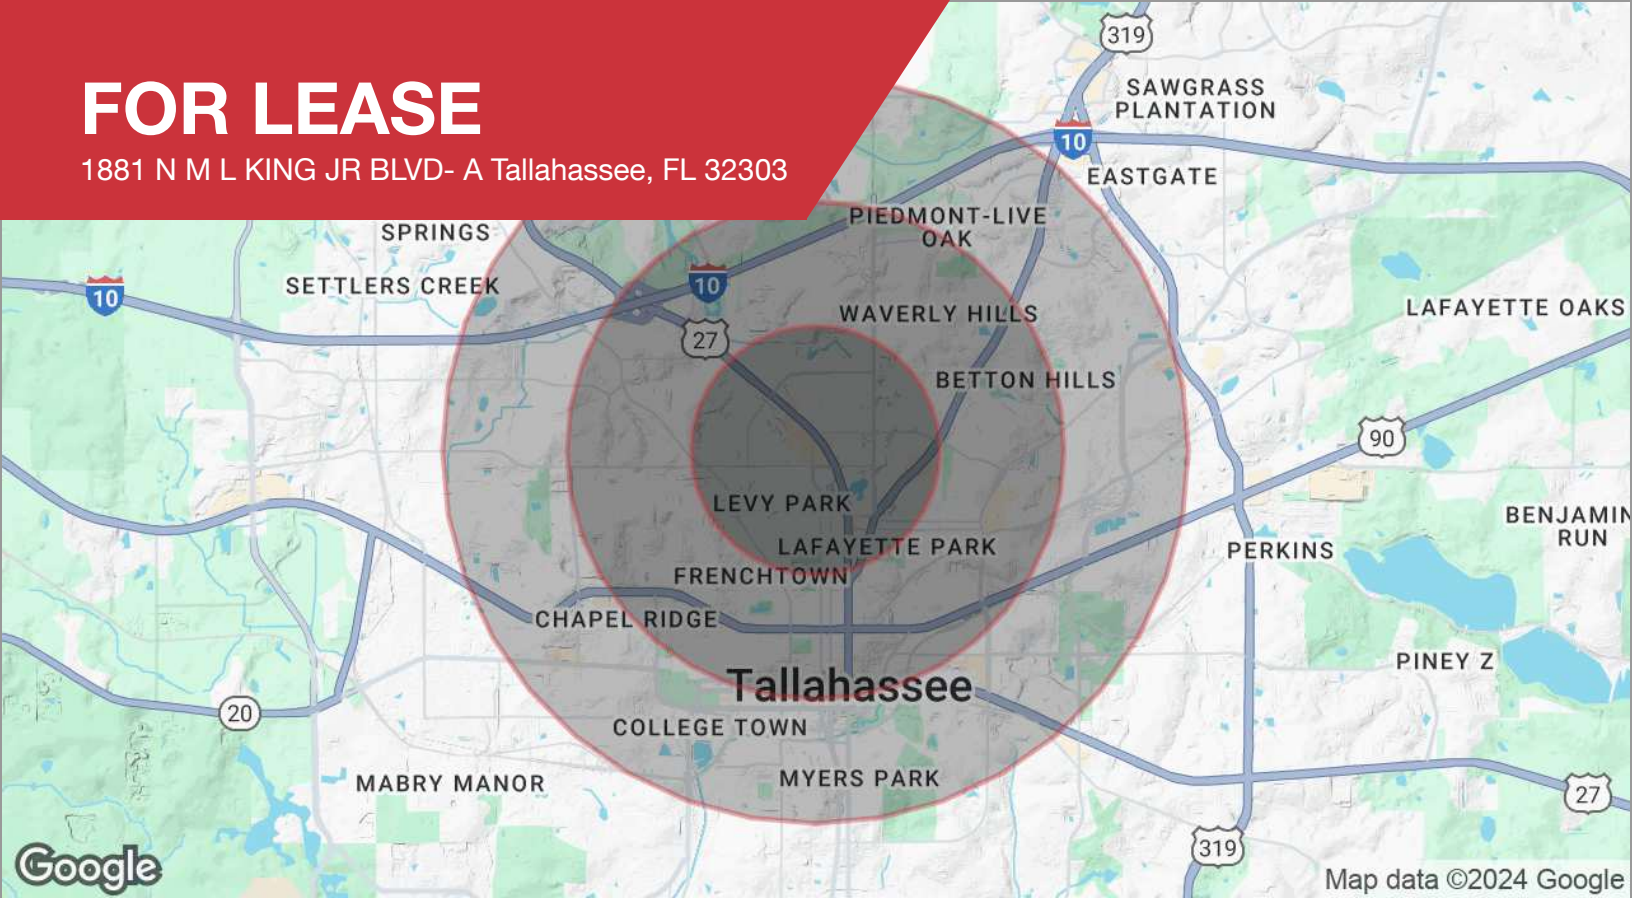 FOR LEASE
1881 N M L KING JR BLVD- A Tallahassee, FL 32303
319
SAWGRASS
PLANTATION
10
EASTGATE
PIEDMONT-LIVE
OAK
SPRINGS
SETTLERS CREEK
10
10
27
WAVERLY HILLS
LAFAYETTE OAKS
BETTON HILLS
90
LEVY PARK
LAFAYETTE PARK
FRENCHTOWN
BENJAMIN
RUN
PERKINS
CHAPEL RIDGE
PINEY Z
Tallahassee
20
COLLEGE TOWN
MYERS PARK
MABRY MANOR
27
319
Google
Map data ©2024 Google